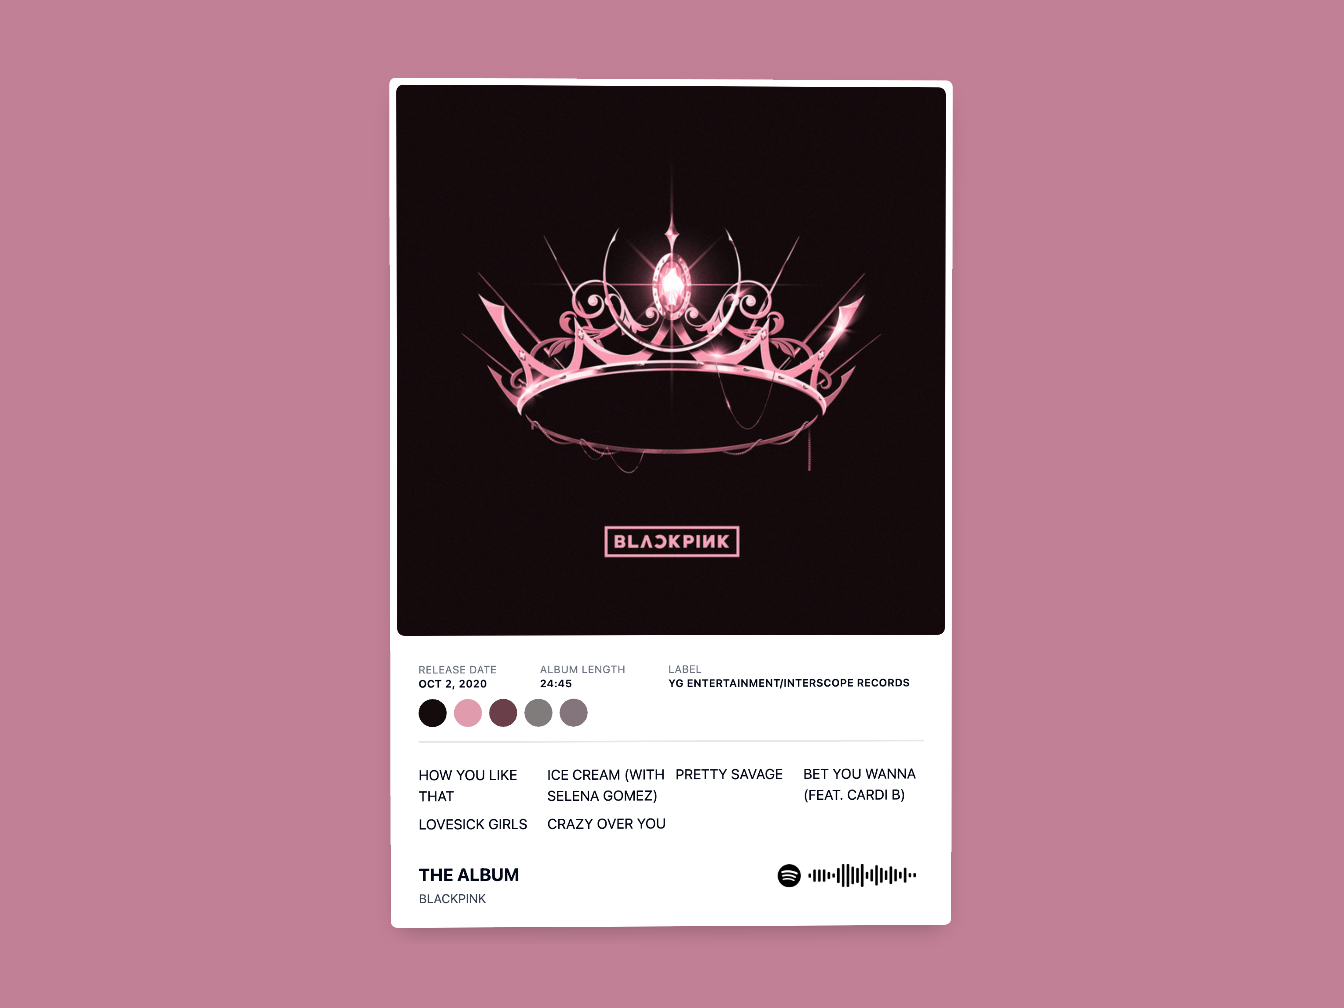 BLACKPINK
RELEASE DATE
OCT 2, 2020
ALBUM LENGTH
24:45
LABEL
YG ENTERTAINMENT/INTERSCOPE RECORDS
HOW YOU LIKE
THAT
ICE CREAM (WITH
SELENA GOMEZ)
PRETTY SAVAGE
BET YOU WANNA
(FEAT. CARDI B)
LOVESICK GIRLS
CRAZY OVER YOU
THE ALBUM
BLACKPINK